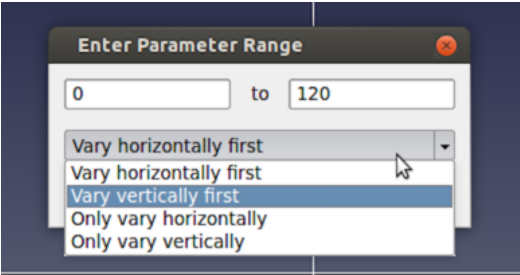 Enter Parameter Range
0 to 120
Vary horizontally first
Vary horizontally first
Vary vertically first
Only vary horizontally
Only vary vertically